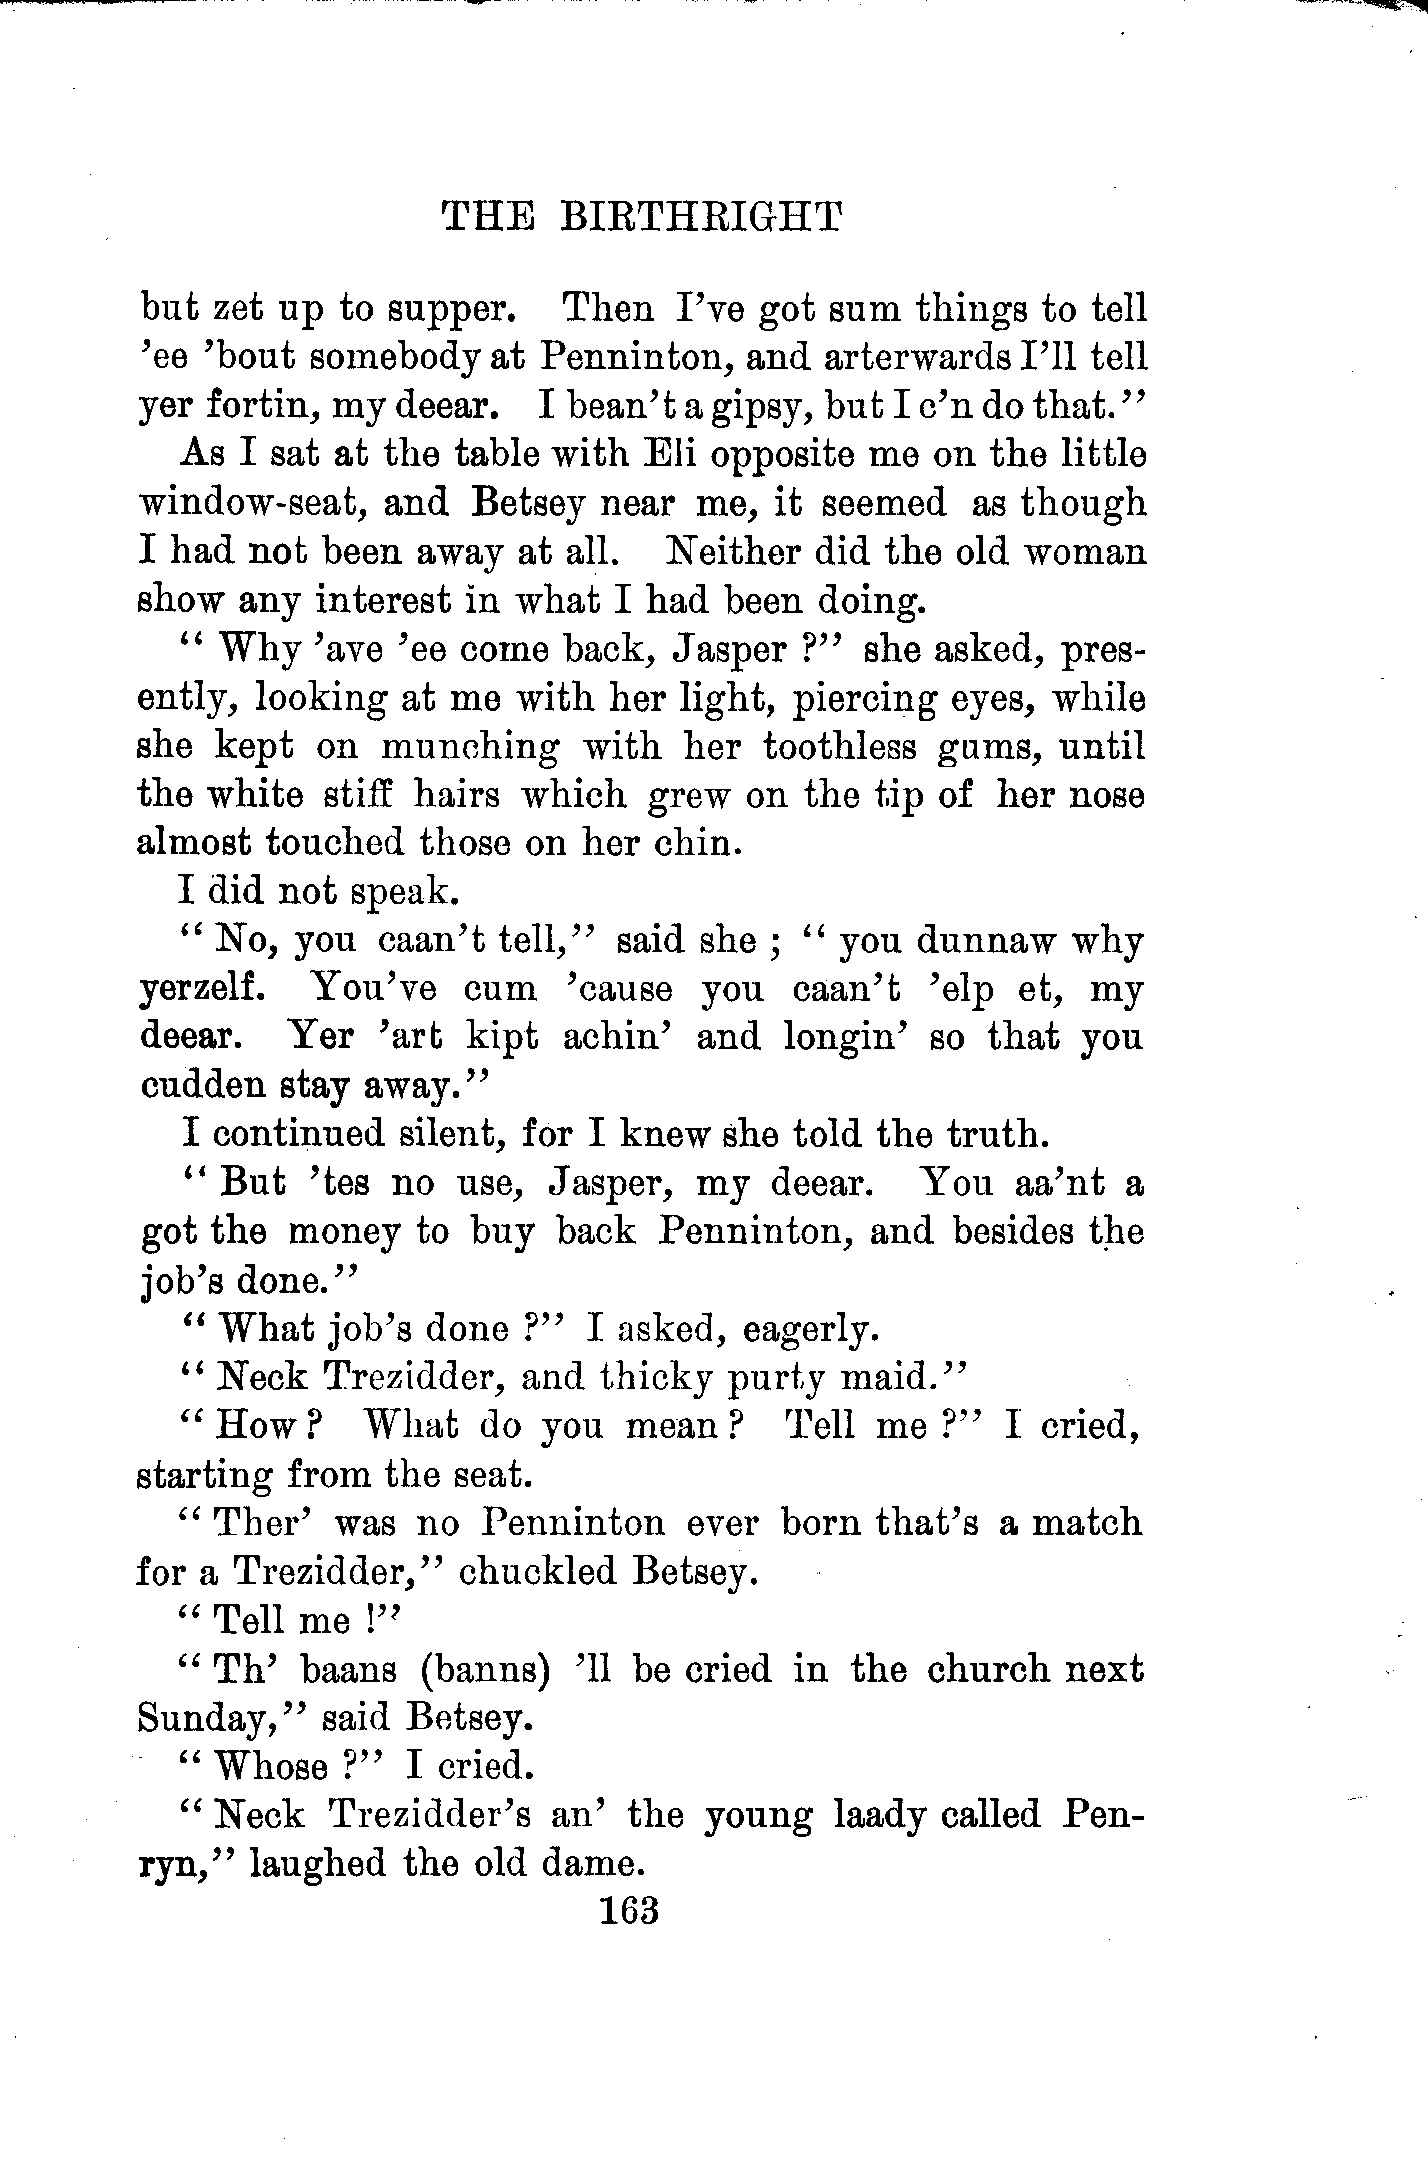 THE BIRTHRIGHT
but zet up to supper. Then I've got sum things to tell
'ee 'bout somebody at Penninton, and arterwards I'll tell
yer fortin, my deear. I bean't a gipsy, but I c'n do that."
As I sat at the table with Eli opposite me on the little
window-seat, and Betsey near me, it seemed as though
I had not been away at all. Neither did the old woman
show any interest in what I had been doing.
" Why 'ave 'ee come back, Jasper ?" she asked, pres-
ently, looking at me with her light, piercing eyes, while
she kept on munching with her toothless gums, until
the white stiff hairs which grew on the tip of her nose
almost touched those on her chin.
I did not speak.
" No, you caan't tell," said she ; " you dunnaw why
yerzelf. You've cum 'cause you caan't 'elp et, my
deear. Yer 'art kipt achin' and longin' so that you
cudden stay away."
I continued silent, for I knew she told the truth.
" But 'tes no use, Jasper, my deear. You aa'nt a
got the money to buy back Penninton, and besides the
job's done."
" What job's done ?" I asked, eagerly.
" Neck Trezidder, and thicky purty maid."
" How ? What do you mean ? Tell me ?" I cried,
starting from the seat.
" Ther' was no Penninton ever born that's a match
for a Trezidder," chuckled Betsey.
" Tell me !"
" Th' baans (banns) 'll be cried in the church next
Sunday," said Betsey.
" Whose ?" I cried.
" Neck Trezidder's an' the young laady called Pen-
ryn," laughed the old dame.
163